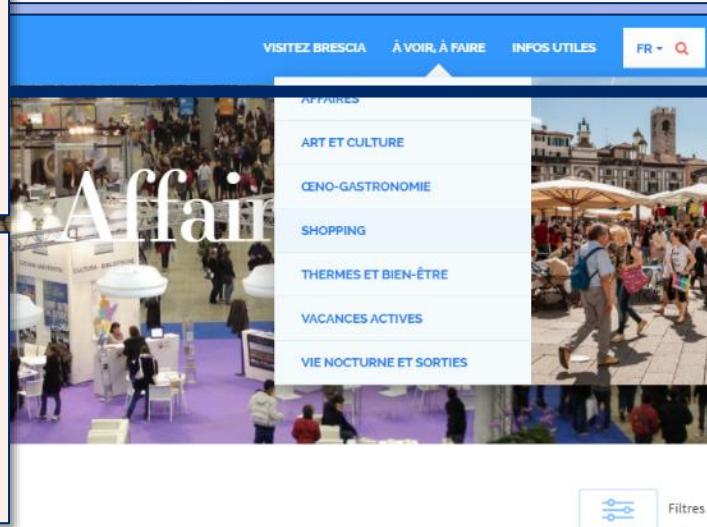 VISITEZ BRESCIA À VOIR, À FAIRE INFOS UTILES FR
AFFAIRES
ART ET CULTURE
Affair
ŒNO-GASTRONOMIE
SHOPPING
THERMES ET BIEN-ÊTRE
VACANCES ACTIVES
VIE NOCTURNE ET SORTIES
Filtres